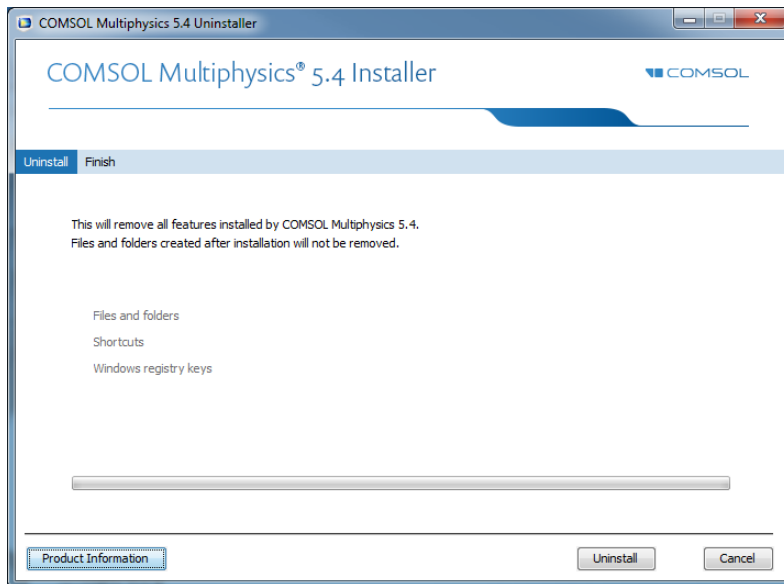 COMSOL Multiphysics 5.4 Uninstaller
COMSOL Multiphysics® 5.4 Installer
COMSOL
Uninstall Finish
This will remove all features installed by COMSOL Multiphysics 5.4.
Files and folders created after installation will not be removed.
Files and folders
Shortcuts
Windows registry keys
Product Information Uninstall Cancel